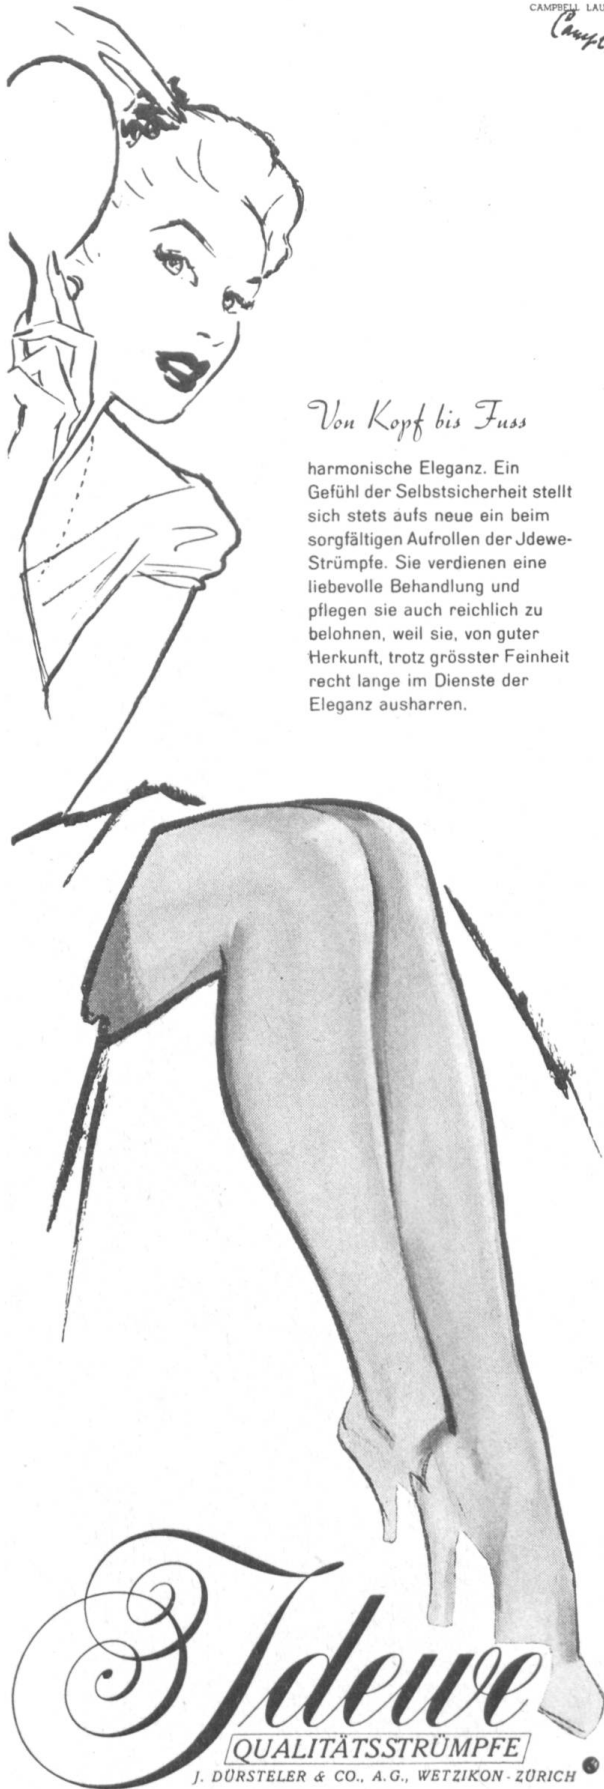 CAMPBELL
Von Kopf bis Fuss
harmonische Eleganz. Ein
Gefühl der Selbstsicherheit stellt
sich stets aufs neue ein beim
sorgfältigen Aufrollen der Jdewe-
Strümpfe. Sie verdienen eine
liebevolle Behandlung und
pflegen sie auch reichlich zu
belohnen, weil sie, von guter
Herkunft, trotz grösster Feinheit
recht lange im Dienste der
Eleganz ausharren.
Jdewe
QUALITÄTSSTRÜMPFE
J. DÜRSTELER & CO., A.G., WETZIKON-ZÜRICH